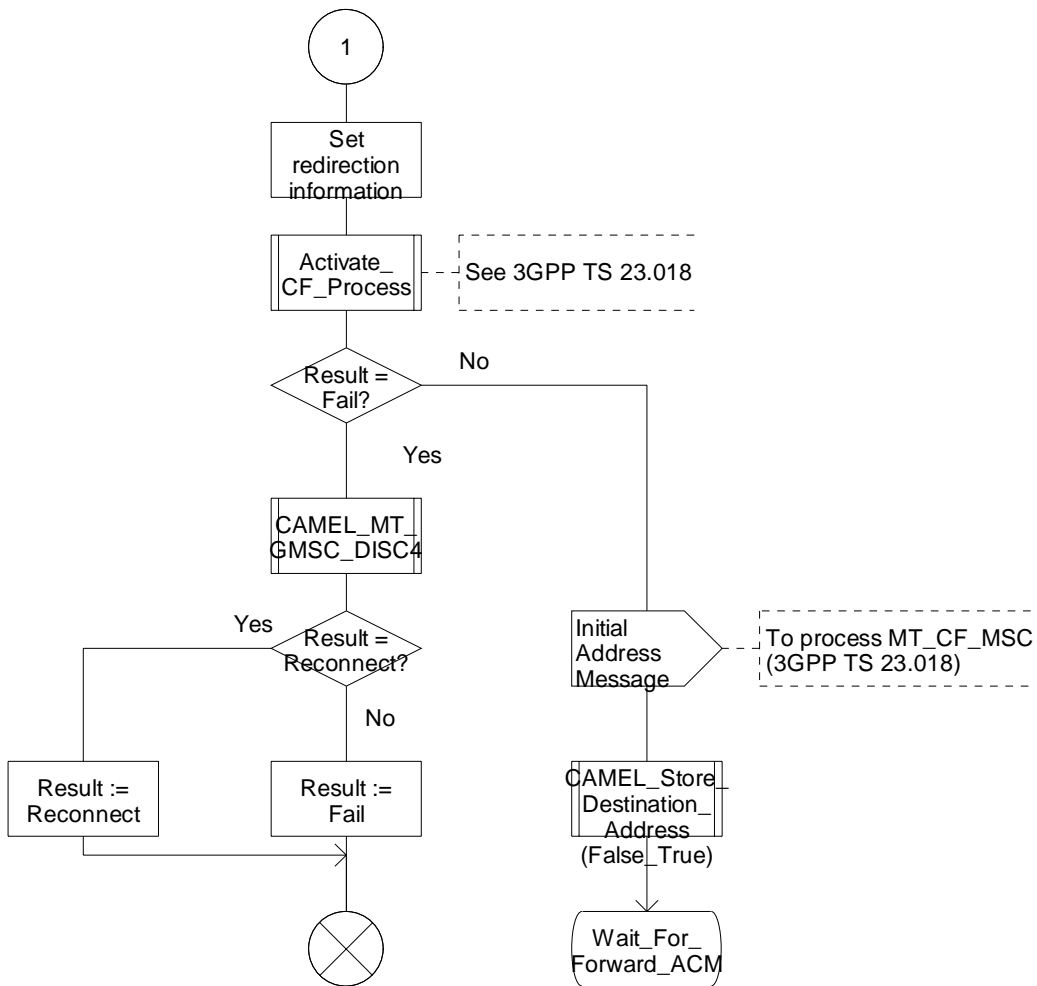 1
Set
redirection
information
Activate_
CF_Process
See 3GPP TS 23.018
Result =
Fail?
No
Yes
CAMEL_MT_
GMSC_DISC4
Result =
Reconnect?
Yes
No
Initial
Address
Message
To process MT_CF_MSC
(3GPP TS 23.018)
Result :=
Reconnect
Result :=
Fail
CAMEL_Store_
Destination_
Address
(False_True)
Wait_For_
Forward_ACM